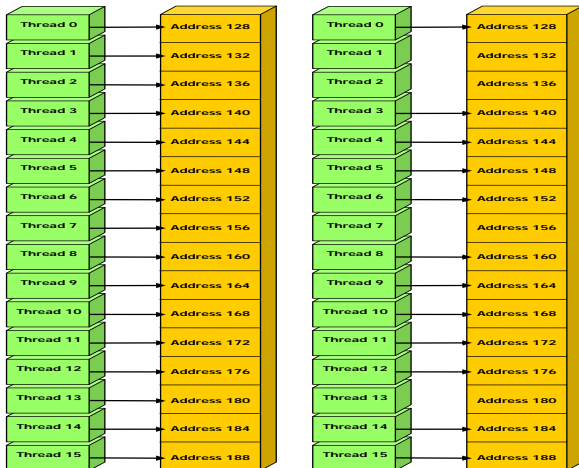 Thread 0 Address 128 Thread 0 Address 128
Thread 1 Address 132 Thread 1 Address 132
Thread 2 Address 136 Thread 2 Address 136
Thread 3 Address 140 Thread 3 Address 140
Thread 4 Address 144 Thread 4 Address 144
Thread 5 Address 148 Thread 5 Address 148
Thread 6 Address 152 Thread 6 Address 152
Thread 7 Address 156 Thread 7 Address 156
Thread 8 Address 160 Thread 8 Address 160
Thread 9 Address 164 Thread 9 Address 164
Thread 10 Address 168 Thread 10 Address 168
Thread 11 Address 172 Thread 11 Address 172
Thread 12 Address 176 Thread 12 Address 176
Thread 13 Address 180 Thread 13 Address 180
Thread 14 Address 184 Thread 14 Address 184
Thread 15 Address 188 Thread 15 Address 188